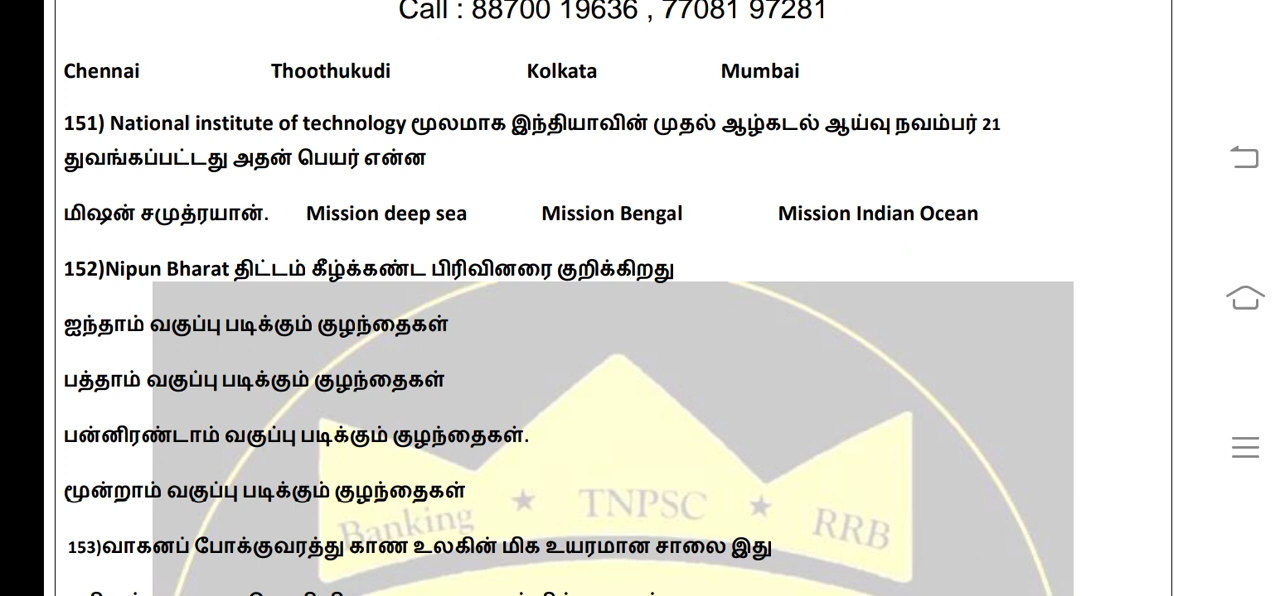 Call : 88700 19636 , 77081 97281
Chennai Thoothukudi Kolkata Mumbai
151) National institute of technology மூலமாக இந்தியாவின் முதல் ஆழ்கடல் ஆய்வு நவம்பர் 21
துவங்கப்பட்டது அதன் பெயர் என்ன
மிஷன் சமுத்ரயான். Mission deep sea Mission Bengal Mission Indian Ocean
152)Nipun Bharat திட்டம் கீழ்க்கண்ட பிரிவினரை குறிக்கிறது
ஐந்தாம் வகுப்பு படிக்கும் குழந்தைகள்
பத்தாம் வகுப்பு படிக்கும் குழந்தைகள்
பன்னிரண்டாம் வகுப்பு படிக்கும் குழந்தைகள்.
மூன்றாம் வகுப்பு படிக்கும் குழந்தைகள்
Banking ★ TNPSC ★ RRB
153)வாகனப் போக்குவரத்து காண உலகின் மிக உயரமான சாலை இது